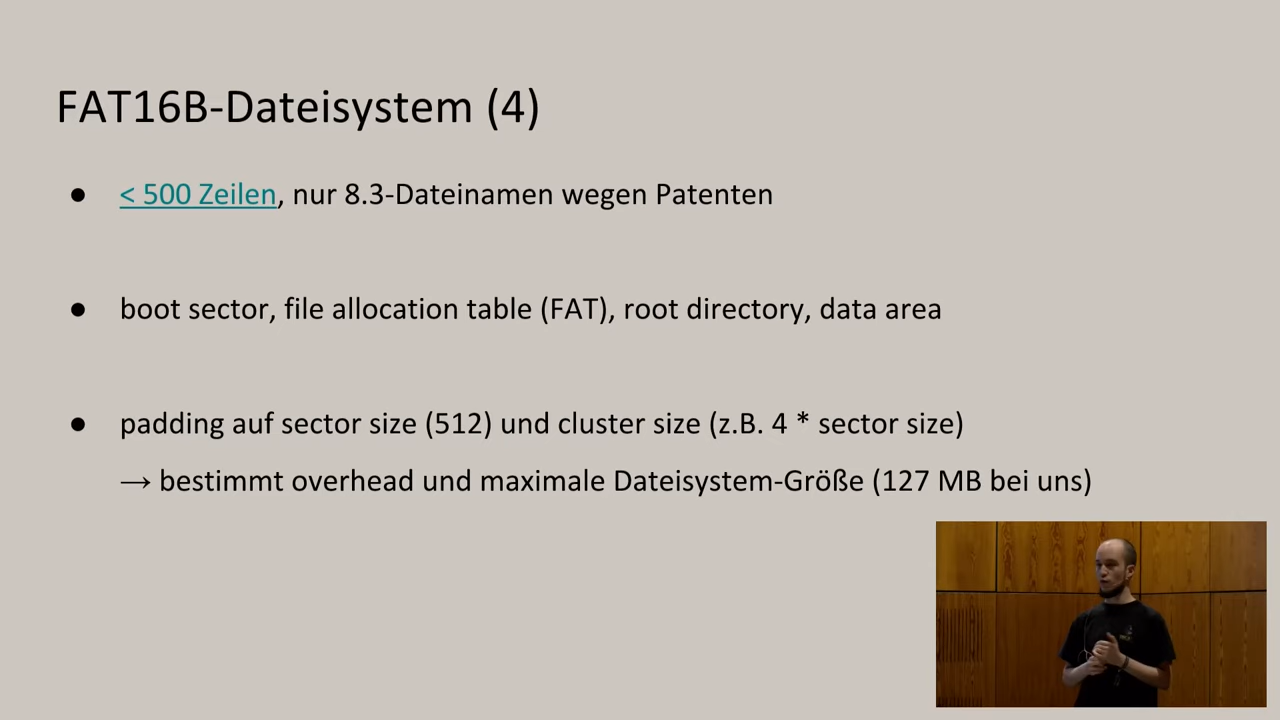 FAT16B-Dateisystem (4)
● < 500 Zeilen, nur 8.3-Dateinamen wegen Patenten
● boot sector, file allocation table (FAT), root directory, data area
● padding auf sector size (512) und cluster size (z.B. 4 * sector size)
→ bestimmt overhead und maximale Dateisystem-Größe (127 MB bei uns)